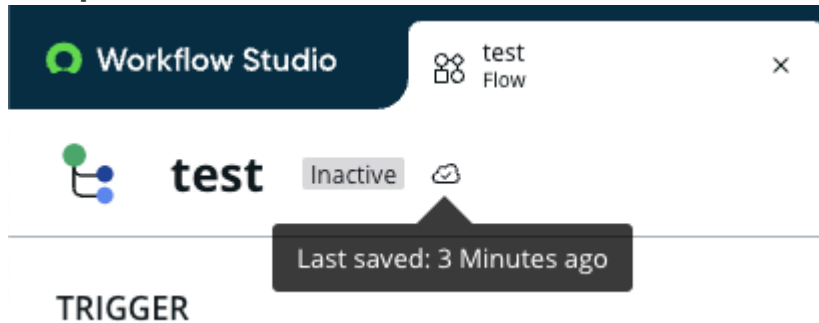 Workflow Studio
test
Flow
test
Inactive
Last saved: 3 Minutes ago
TRIGGER